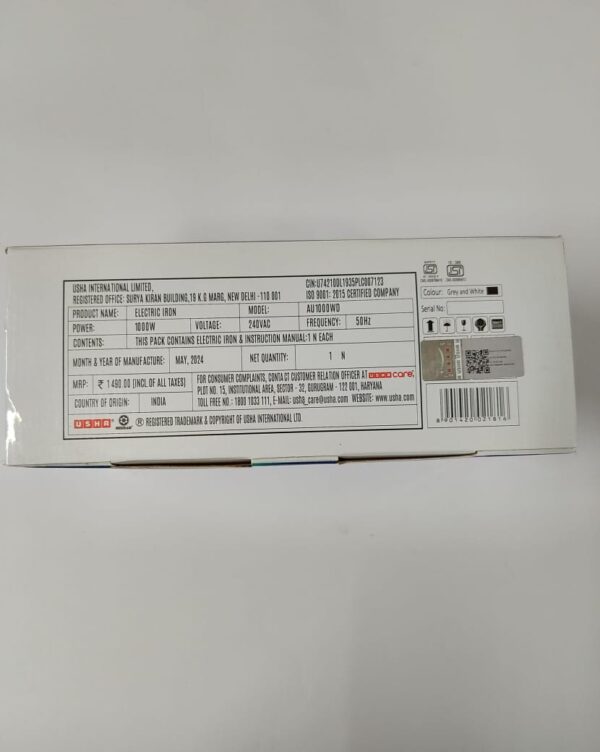 USHA INTERNATIONAL LIMITED,
REGISTERED OFFICE: SURYA KIRAN BUILDING,19 K.G MARG, NEW DELHI -110 001
CIN:U74210DL1935PLC007123
ISO 9001: 2015 CERTIFIED COMPANY
PRODUCT NAME: ELECTRIC IRON MODEL: AU1000WD
POWER: 1000W VOLTAGE: 240VAC FREQUENCY: 50Hz
CONTENTS: THIS PACK CONTAINS ELECTRIC IRON & INSTRUCTION MANUAL:1 N EACH
MONTH & YEAR OF MANUFACTURE: MAY, 2024 NET QUANTITY: 1 N
MRP: ₹ 1490.00 [INCL OF ALL TAXES]
FOR CONSUMER COMPLAINTS, CONTACT CUSTOMER RELATION OFFICER AT USHA care,
PLOT NO. 15, INSTITUTIONAL AREA, SECTOR - 32, GURUGRAM - 122 001, HARYANA
COUNTRY OF ORIGIN: INDIA
TOLL FREE NO.: 1800 1033 111, E-MAIL: usha_care@usha.com WEBSITE: www.usha.com
USHA ® REGISTERED TRADEMARK & COPYRIGHT OF USHA INTERNATIONAL LTD.
Colour: Grey and White
Serial No:
8901420021814